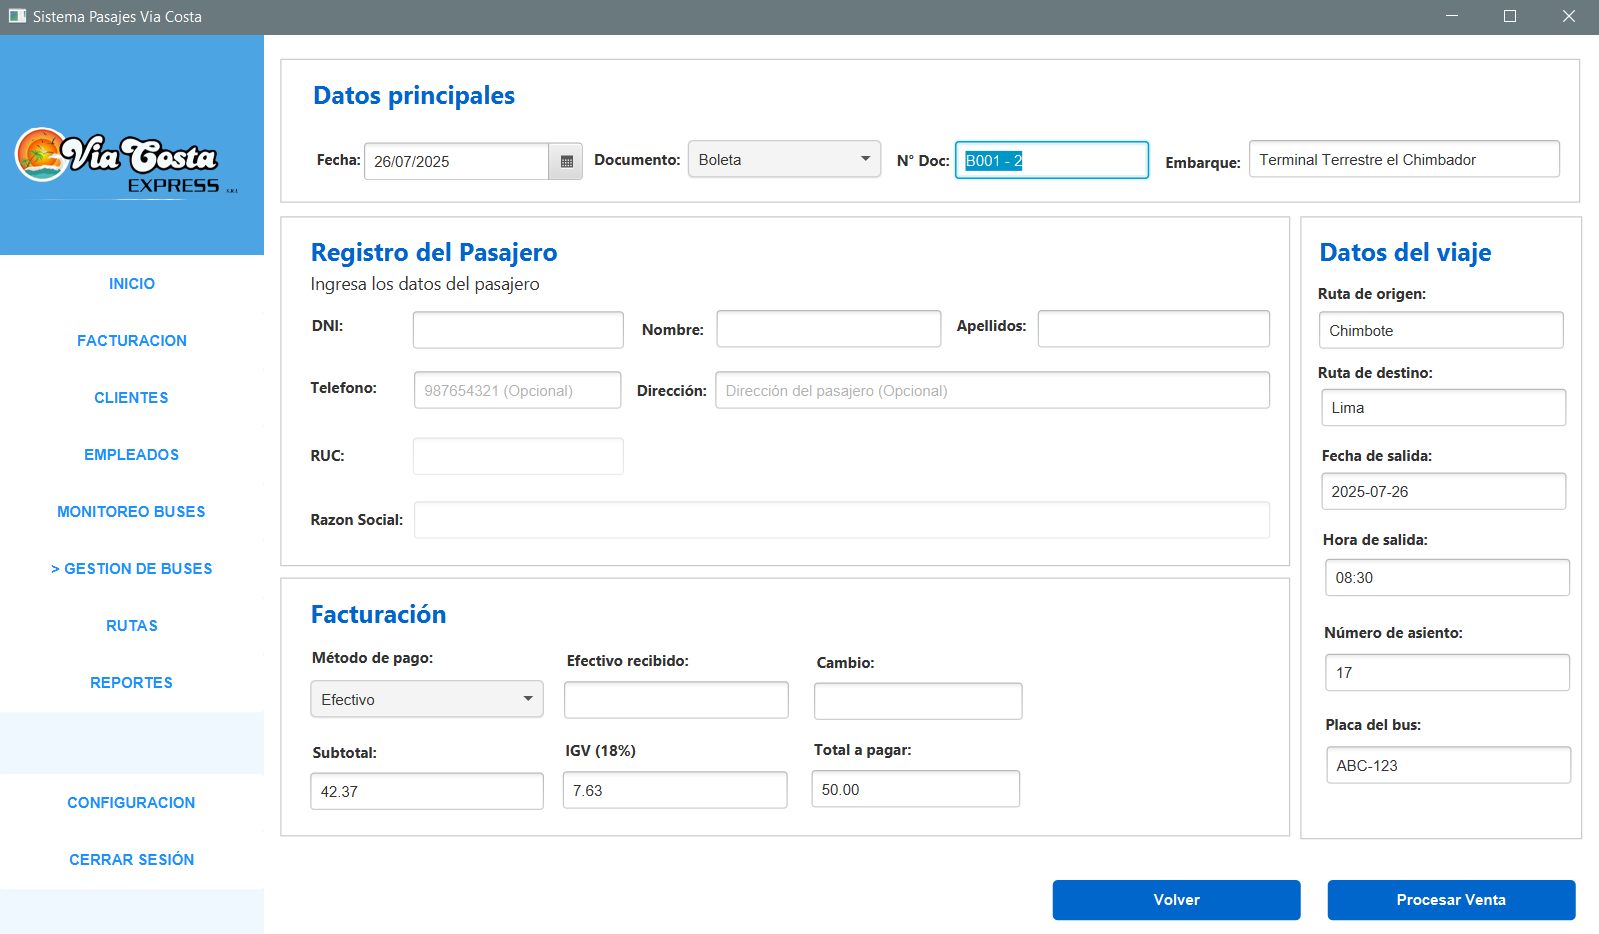 Sistema Pasajes Via Costa
Via Costa
EXPRESS S.R.L
INICIO
FACTURACION
CLIENTES
EMPLEADOS
MONITOREO BUSES
> GESTION DE BUSES
RUTAS
REPORTES
CONFIGURACION
CERRAR SESIÓN
Datos principales
Fecha: 26/07/2025 Documento: Boleta N° Doc: B001 - 2 Embarque: Terminal Terrestre el Chimbador
Registro del Pasajero
Ingresa los datos del pasajero
DNI: Nombre: Apellidos:
Telefono: 987654321 (Opcional) Dirección: Dirección del pasajero (Opcional)
RUC:
Razon Social:
Facturación
Método de pago: Efectivo recibido: Cambio:
Efectivo
Subtotal: IGV (18%) Total a pagar:
42.37 7.63 50.00
Datos del viaje
Ruta de origen:
Chimbote
Ruta de destino:
Lima
Fecha de salida:
2025-07-26
Hora de salida:
08:30
Número de asiento:
17
Placa del bus:
ABC-123
Volver Procesar Venta